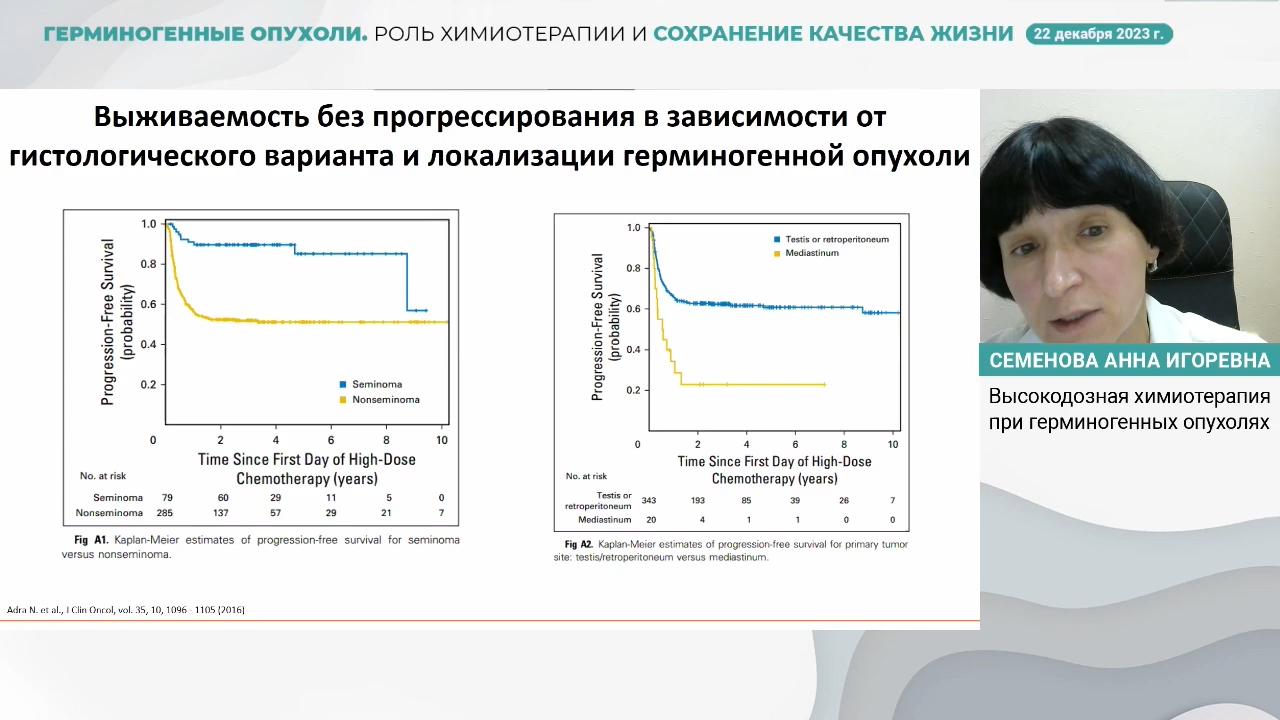 ГЕРМИНОГЕННЫЕ ОПУХОЛИ. РОЛЬ ХИМИОТЕРАПИИ И СОХРАНЕНИЕ КАЧЕСТВА ЖИЗНИ 22 декабря 2023 г.
Выживаемость без прогрессирования в зависимости от
гистологического варианта и локализации герминогенной опухоли
Progression-Free Survival
(probability)
1.0
0.8
0.6
0.4
0.2
Seminoma
Nonseminoma
0 2 4 6 8 10
Time Since First Day of High-Dose
Chemotherapy (years)
No. at risk
Seminoma 79 60 29 11 5 0
Nonseminoma 285 137 57 29 21 7
Fig A1. Kaplan-Meier estimates of progression-free survival for seminoma
versus nonseminoma.
Progression-Free Survival
(probability)
1.0
0.8
0.6
0.4
0.2
Testis or retroperitoneum
Mediastinum
0 2 4 6 8 10
Time Since First Day of High-Dose
Chemotherapy (years)
No. at risk
Testis or
retroperitoneum 343 193 85 39 26 7
Mediastinum 20 4 1 1 0 0
Fig A2. Kaplan-Meier estimates of progression-free survival for primary tumor
site: testis/retroperitoneum versus mediastinum.
Adra N. et al., J Clin Oncol, vol. 35, 10, 1096 - 1105 (2016)
СЕМЕНОВА АННА ИГОРЕВНА
Высокодозная химиотерапия
при герминогенных опухолях